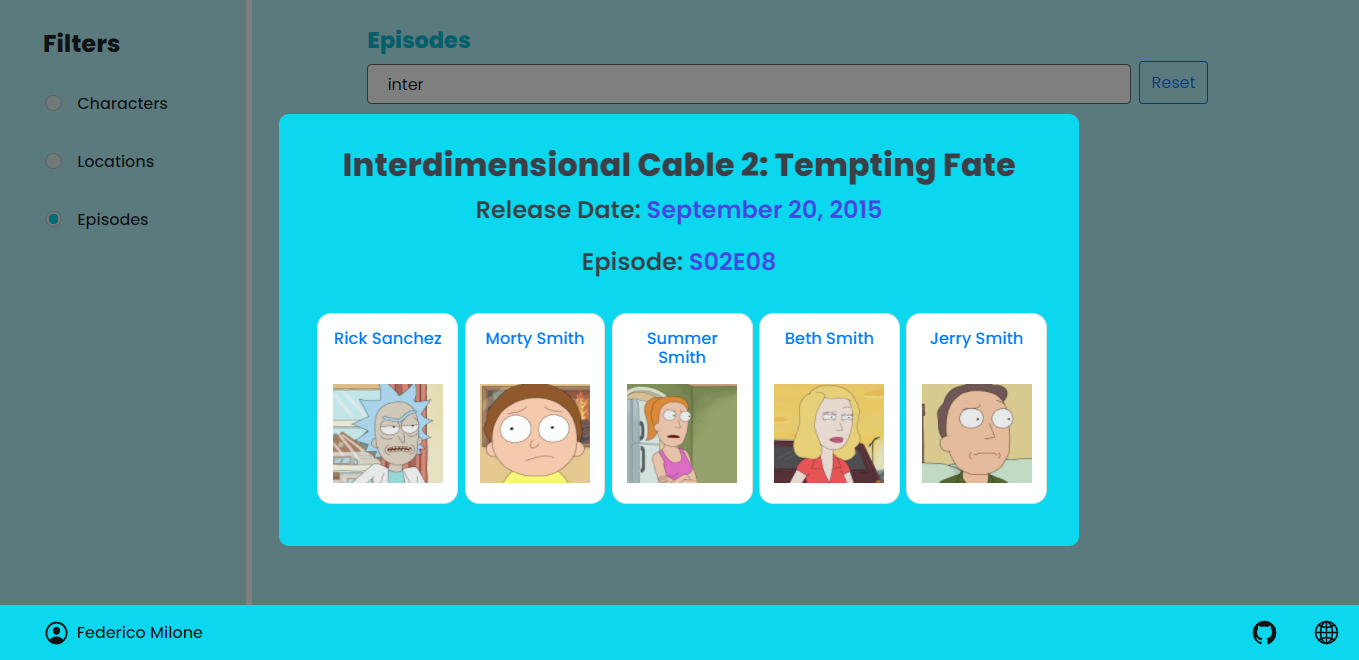 Filters
Characters
Locations
Episodes
Episodes
inter
Reset
Interdimensional Cable 2: Tempting Fate
Release Date: September 20, 2015
Episode: S02E08
Rick Sanchez
Morty Smith
Summer
Smith
Beth Smith
Jerry Smith
Federico Milone